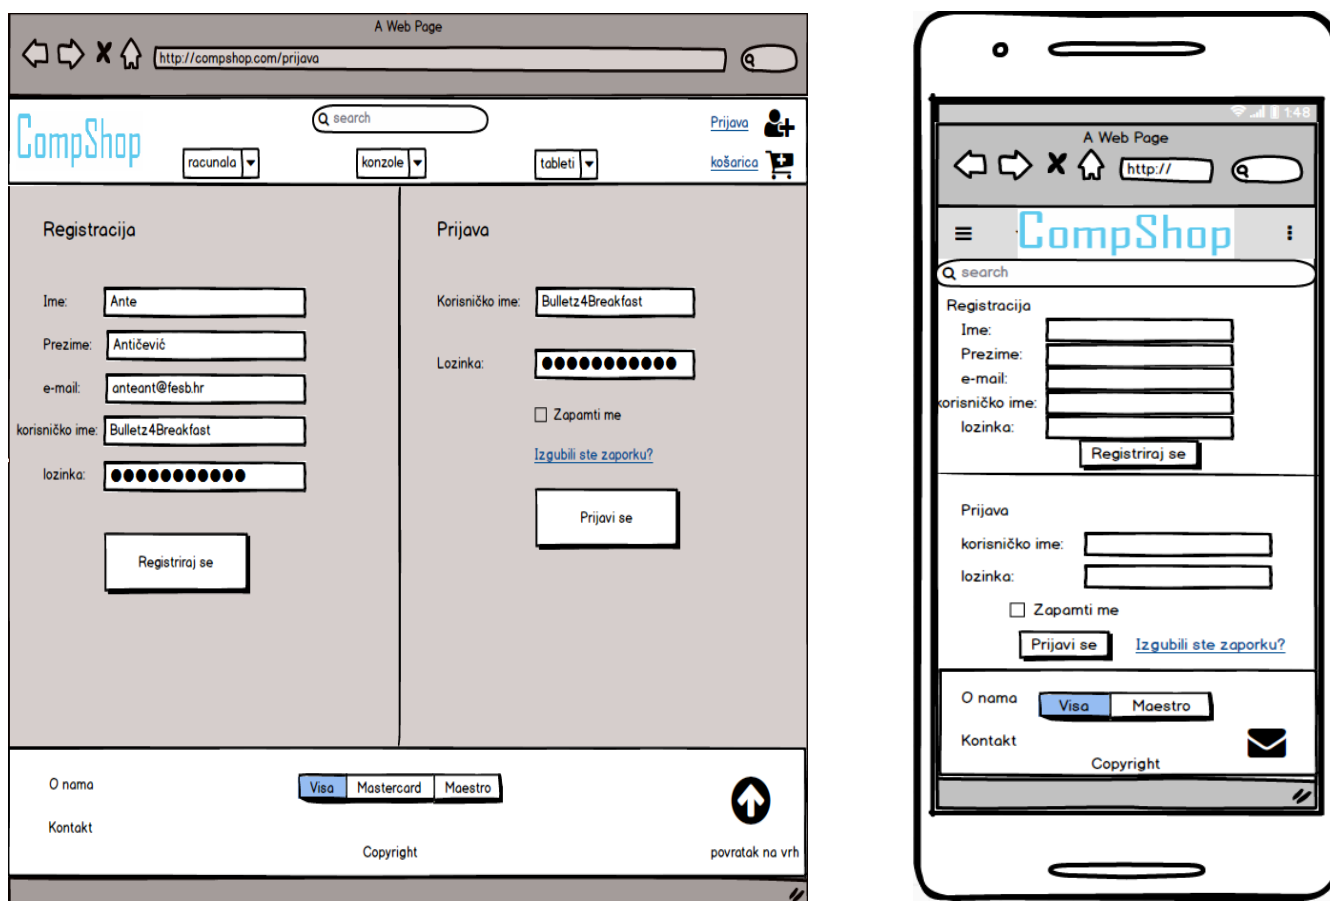 A Web Page
http://compshop.com/prijava
CompShop
search
Prijava
racunala
konzole
tableti
košarica
Registracija
Ime: Ante
Prezime: Antičević
e-mail: anteant@fesb.hr
korisničko ime: Bulletz4Breakfast
lozinka:
Registriraj se
Prijava
Korisničko ime: Bulletz4Breakfast
Lozinka:
Zapamti me
Izgubili ste zaporku?
Prijavi se
O nama
Visa Mastercard Maestro
Kontakt
Copyright
povratak na vrh
1:48
A Web Page
http://
CompShop
search
Registracija
Ime:
Prezime:
e-mail:
korisničko ime:
lozinka:
Registriraj se
Prijava
korisničko ime:
lozinka:
Zapamti me
Prijavi se Izgubili ste zaporku?
O nama Visa Maestro
Kontakt
Copyright